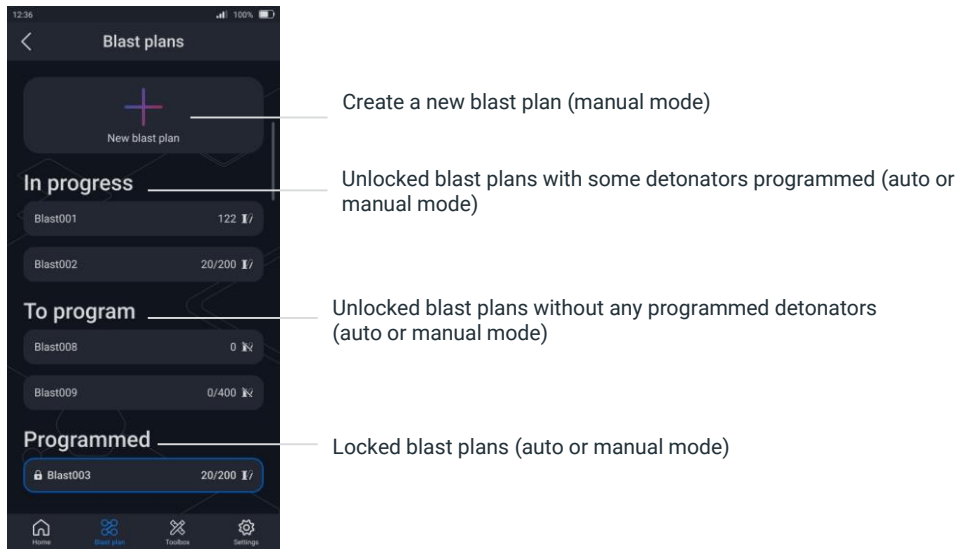 12:36 100%
Blast plans
New blast plan
Create a new blast plan (manual mode)
In progress
Unlocked blast plans with some detonators programmed (auto or
manual mode)
Blast001 122
Blast002 20/200
To program
Unlocked blast plans without any programmed detonators
(auto or manual mode)
Blast008 0
Blast009 0/400
Programmed
Locked blast plans (auto or manual mode)
Blast003 20/200
Home Blast plan Toolbox Settings